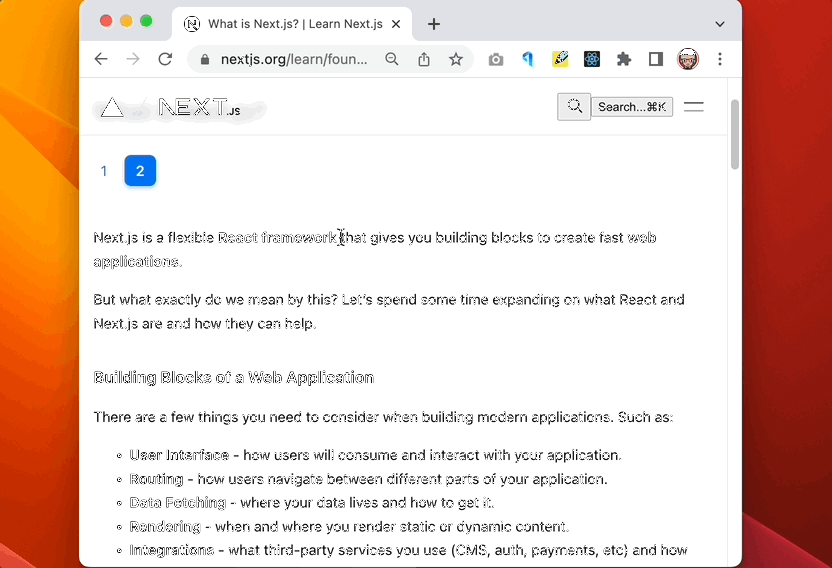 What is Next.js? | Learn Next.js
nextjs.org/learn/foun...
NEXT.JS
Search...⌘K
1 2
Next.js is a flexible React framework that gives you building blocks to create fast web
applications.
But what exactly do we mean by this? Let's spend some time expanding on what React and
Next.js are and how they can help.
Building Blocks of a Web Application
There are a few things you need to consider when building modern applications. Such as:
User Interface - how users will consume and interact with your application.
Routing - how users navigate between different parts of your application.
Data Fetching - where your data lives and how to get it.
Rendering - when and where you render static or dynamic content.
Integrations - what third-party services you use (CMS, auth, payments, etc) and how